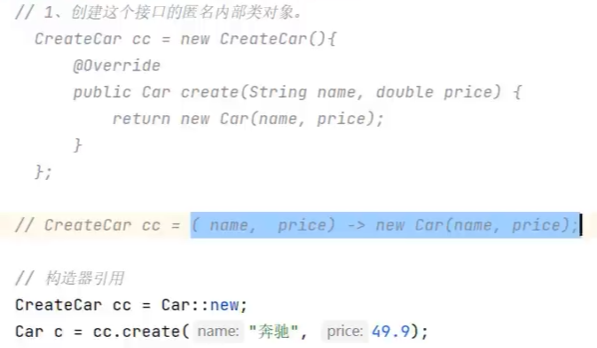 // 1、创建这个接口的匿名内部类对象。
CreateCar cc = new CreateCar(){
@Override
public Car create(String name, double price) {
return new Car(name, price);
}
};
// CreateCar cc = ( name,  price) -> new Car(name, price);
// 构造器引用
CreateCar cc = Car::new;
Car c = cc.create( name: "奔驰", price: 49.9);